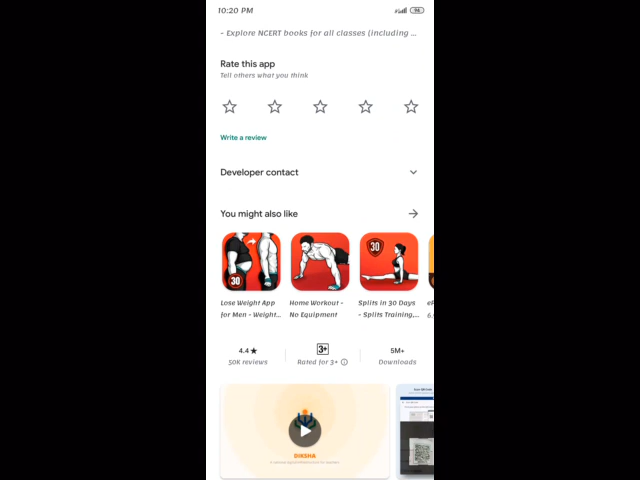 10:20 PM
96
- Explore NCERT books for all classes (including ...
Rate this app
Tell others what you think
Write a review
Developer contact
You might also like
30
30
Lose Weight App
for Men - Weight...
Home Workout -
No Equipment
Splits in 30 Days
- Splits Training,...
4.4★
50K reviews
3+
Rated for 3+
5M+
Downloads
DIKSHA